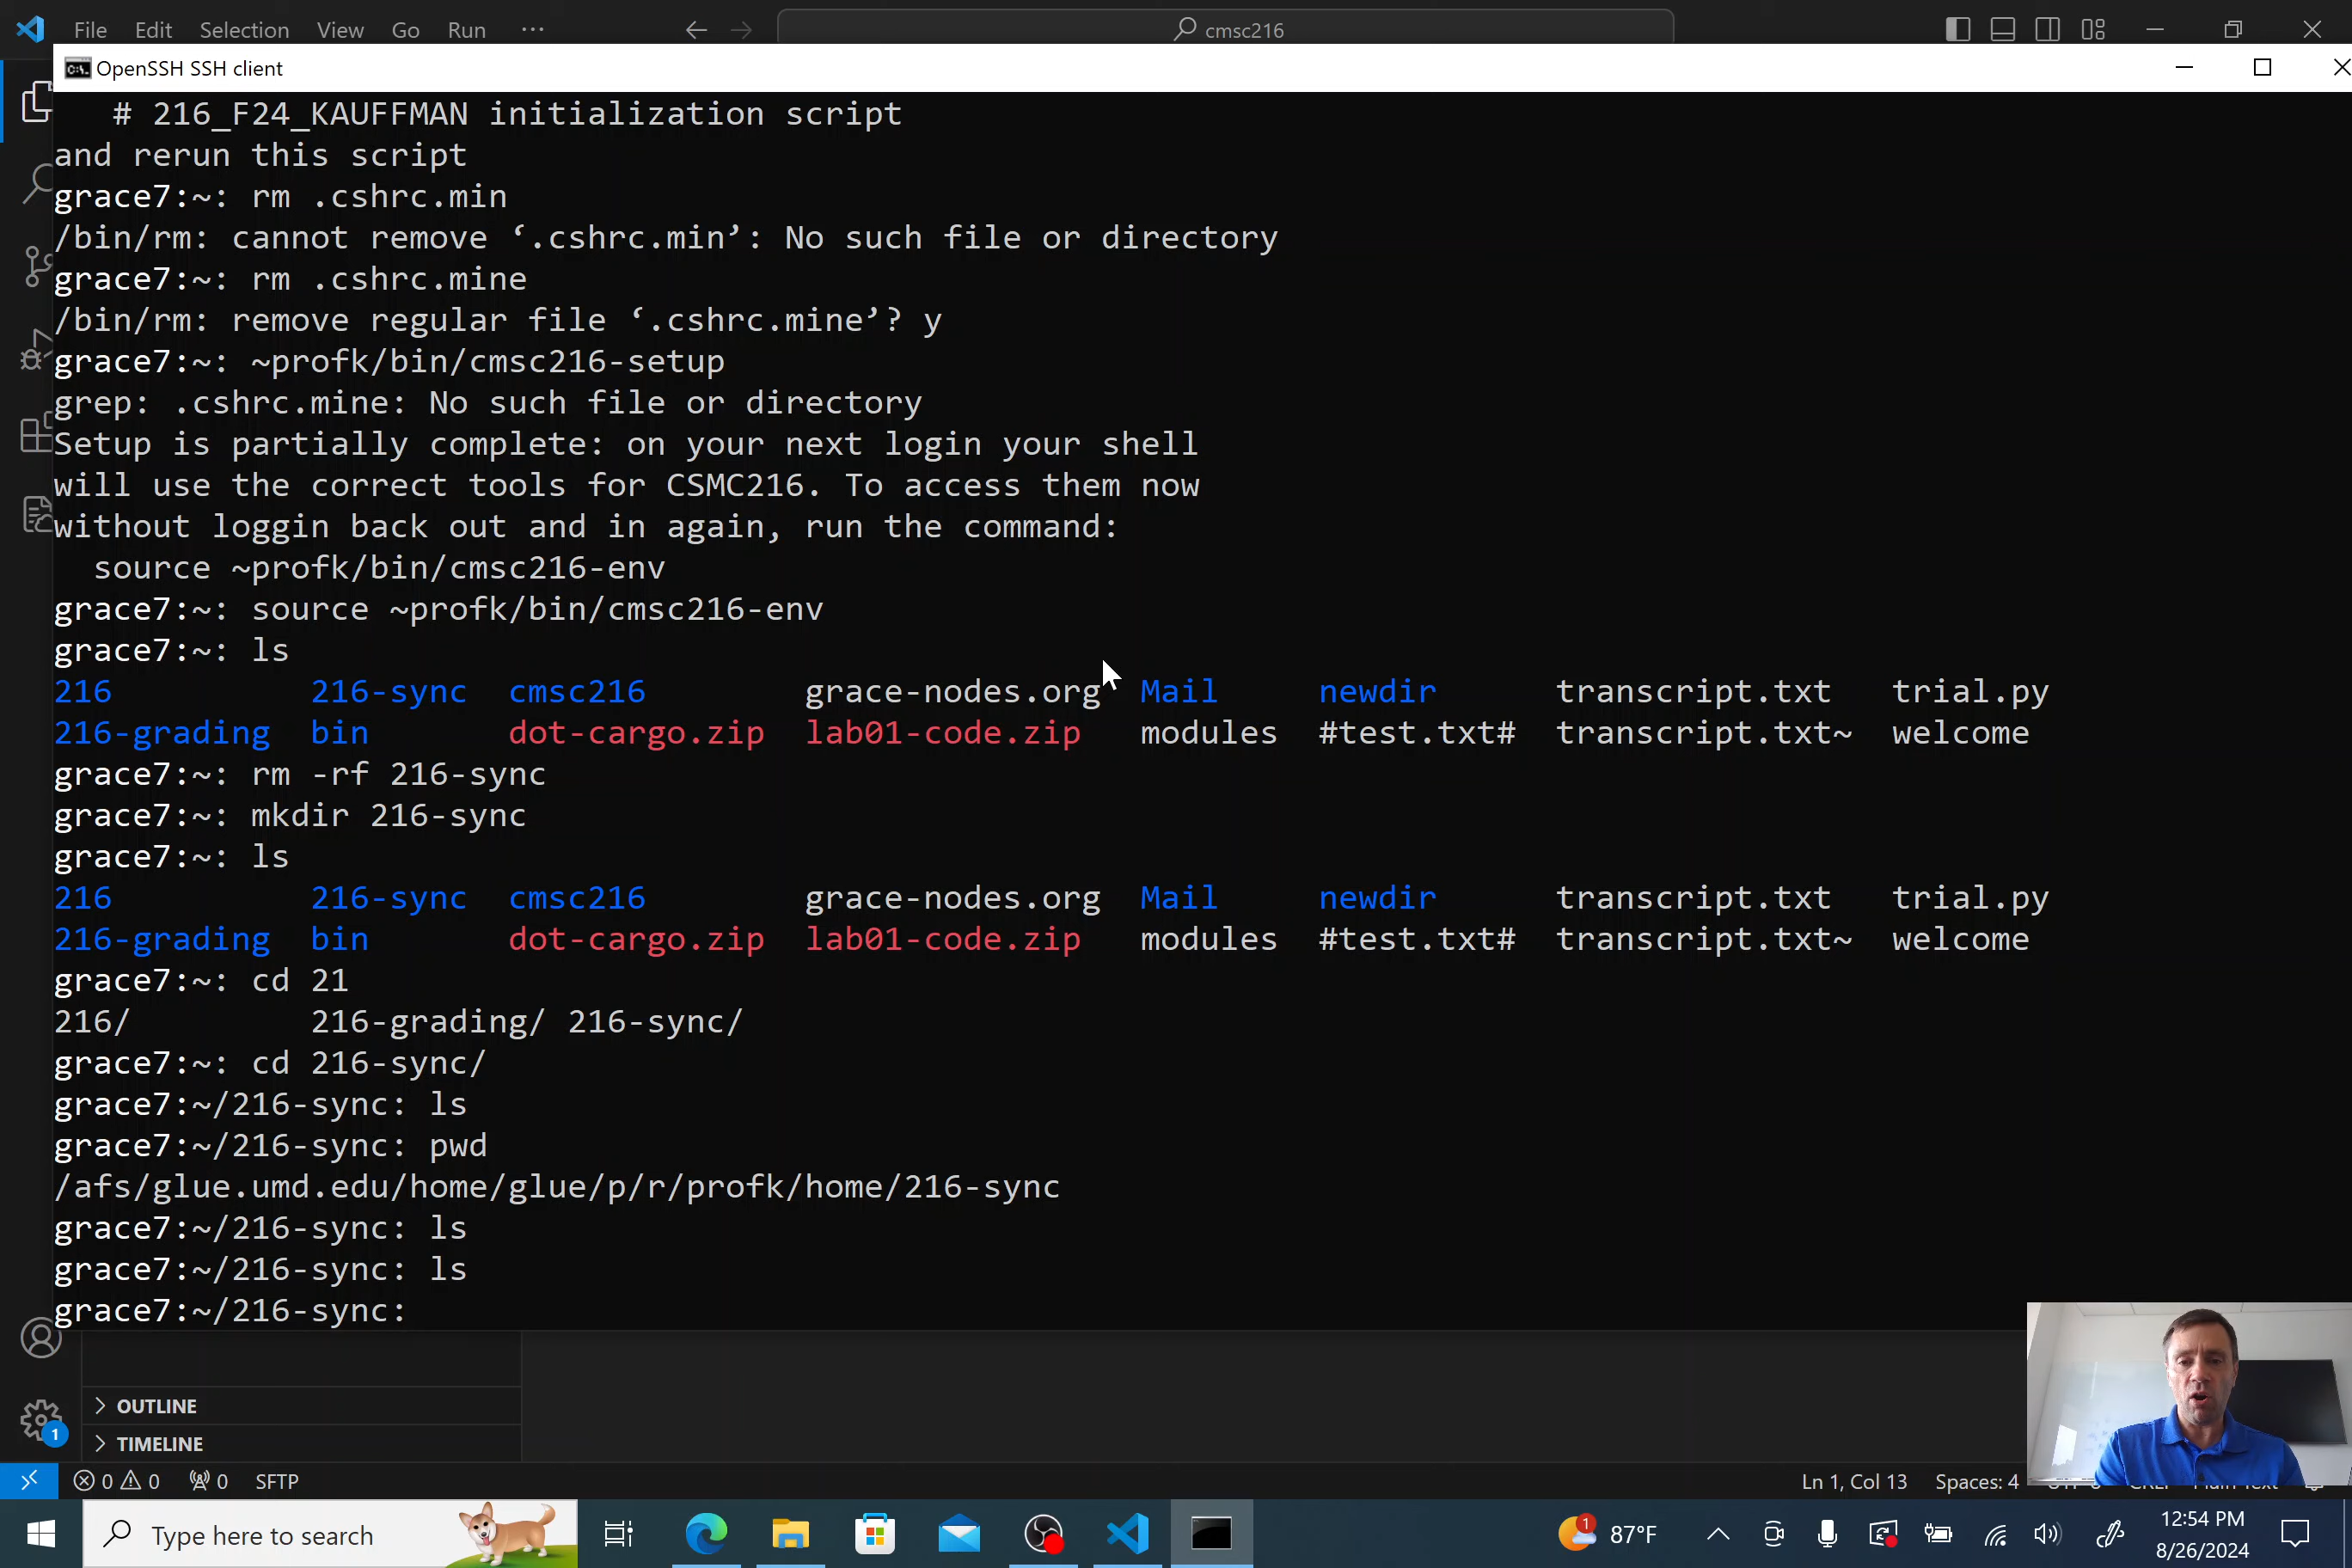 File Edit Selection View Go Run ···
cmsc216
OpenSSH SSH client
# 216_F24_KAUFFMAN initialization script
and rerun this script
grace7:~: rm .cshrc.min
/bin/rm: cannot remove ‘.cshrc.min’: No such file or directory
grace7:~: rm .cshrc.mine
/bin/rm: remove regular file ‘.cshrc.mine’? y
grace7:~: ~profk/bin/cmsc216-setup
grep: .cshrc.mine: No such file or directory
Setup is partially complete: on your next login your shell
will use the correct tools for CSMC216. To access them now
without loggin back out and in again, run the command:
source ~profk/bin/cmsc216-env
grace7:~: source ~profk/bin/cmsc216-env
grace7:~: ls
216 216-sync cmsc216 grace-nodes.org Mail newdir transcript.txt trial.py
216-grading bin dot-cargo.zip lab01-code.zip modules #test.txt# transcript.txt~ welcome
grace7:~: rm -rf 216-sync
grace7:~: mkdir 216-sync
grace7:~: ls
216 216-sync cmsc216 grace-nodes.org Mail newdir transcript.txt trial.py
216-grading bin dot-cargo.zip lab01-code.zip modules #test.txt# transcript.txt~ welcome
grace7:~: cd 21
216/ 216-grading/ 216-sync/
grace7:~: cd 216-sync/
grace7:~/216-sync: ls
grace7:~/216-sync: pwd
/afs/glue.umd.edu/home/glue/p/r/profk/home/216-sync
grace7:~/216-sync: ls
grace7:~/216-sync: ls
grace7:~/216-sync:
OUTLINE
1
TIMELINE
0 0 0 SFTP Ln 1, Col 13 Spaces: 4
Type here to search
1 87°F
12:54 PM
8/26/2024